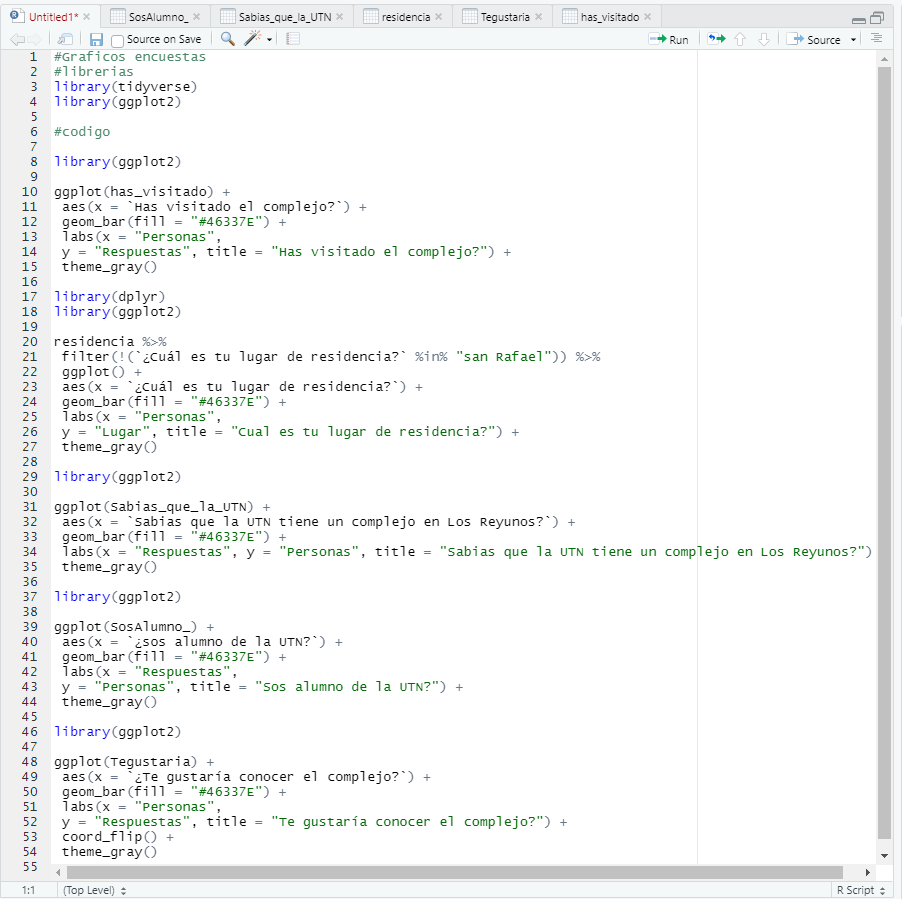 Untitled1* SosAlumno_ Sabias_que_la_UTN residencia Tegustaria has_visitado
Source on Save Run Source
1 #Graficos encuestas
2 #librerias
3 library(tidyverse)
4 library(ggplot2)
5
6 #codigo
7
8 library(ggplot2)
9
10 ggplot(has_visitado) +
11 aes(x = `Has visitado el complejo?`) +
12 geom_bar(fill = "#46337E") +
13 labs(x = "Personas",
14 y = "Respuestas", title = "Has visitado el complejo?") +
15 theme_gray()
16
17 library(dplyr)
18 library(ggplot2)
19
20 residencia %>%
21 filter(!(`¿Cuál es tu lugar de residencia?` %in% "san Rafael")) %>%
22 ggplot() +
23 aes(x = `¿Cuál es tu lugar de residencia?`) +
24 geom_bar(fill = "#46337E") +
25 labs(x = "Personas",
26 y = "Lugar", title = "Cual es tu lugar de residencia?") +
27 theme_gray()
28
29 library(ggplot2)
30
31 ggplot(Sabias_que_la_UTN) +
32 aes(x = `Sabias que la UTN tiene un complejo en Los Reyunos?`) +
33 geom_bar(fill = "#46337E") +
34 labs(x = "Respuestas", y = "Personas", title = "Sabias que la UTN tiene un complejo en Los Reyunos?")
35 theme_gray()
36
37 library(ggplot2)
38
39 ggplot(SosAlumno_) +
40 aes(x = `¿sos alumno de la UTN?`) +
41 geom_bar(fill = "#46337E") +
42 labs(x = "Respuestas",
43 y = "Personas", title = "Sos alumno de la UTN?") +
44 theme_gray()
45
46 library(ggplot2)
47
48 ggplot(Tegustaria) +
49 aes(x = `¿Te gustaría conocer el complejo?`) +
50 geom_bar(fill = "#46337E") +
51 labs(x = "Personas",
52 y = "Respuestas", title = "Te gustaría conocer el complejo?") +
53 coord_flip() +
54 theme_gray()
55
1:1 (Top Level) R Script